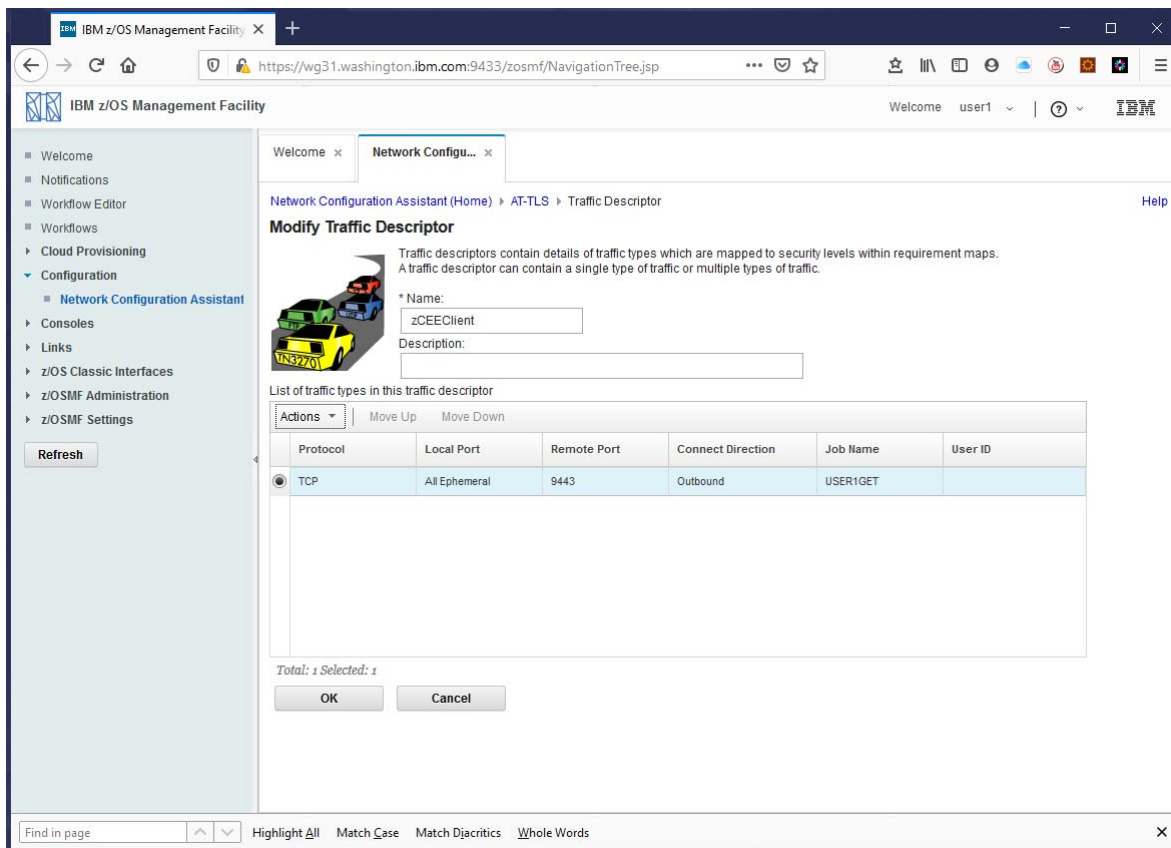 IBM IBM z/OS Management Facility
https://wg31.washington.ibm.com:9433/zosmf/NavigationTree.jsp
IBM z/OS Management Facility
Welcome user1
IBM
Welcome
Notifications
Workflow Editor
Workflows
Cloud Provisioning
Configuration
Network Configuration Assistant
Consoles
Links
z/OS Classic Interfaces
z/OSMF Administration
z/OSMF Settings
Refresh
Welcome × Network Configu... ×
Network Configuration Assistant (Home) AT-TLS Traffic Descriptor Help
Modify Traffic Descriptor
Traffic descriptors contain details of traffic types which are mapped to security levels within requirement maps.
A traffic descriptor can contain a single type of traffic or multiple types of traffic.
TN3270
* Name:
zCEEClient
Description:
List of traffic types in this traffic descriptor
Actions Move Up Move Down
Protocol Local Port Remote Port Connect Direction Job Name User ID
TCP All Ephemeral 9443 Outbound USER1GET
Total: 1 Selected: 1
OK Cancel
Find in page Highlight All Match Case Match Diacritics Whole Words